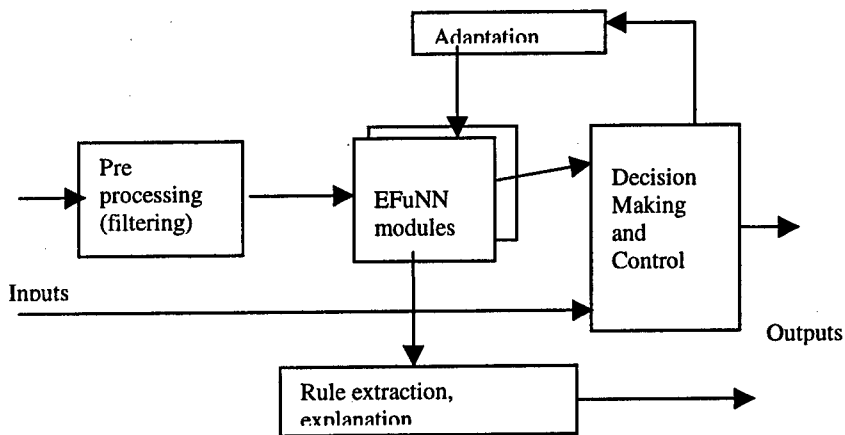 Adaptation
Pre
processing
(filtering)
EFuNN
modules
Decision
Making
and
Control
Inputs
Outputs
Rule extraction,
explanation